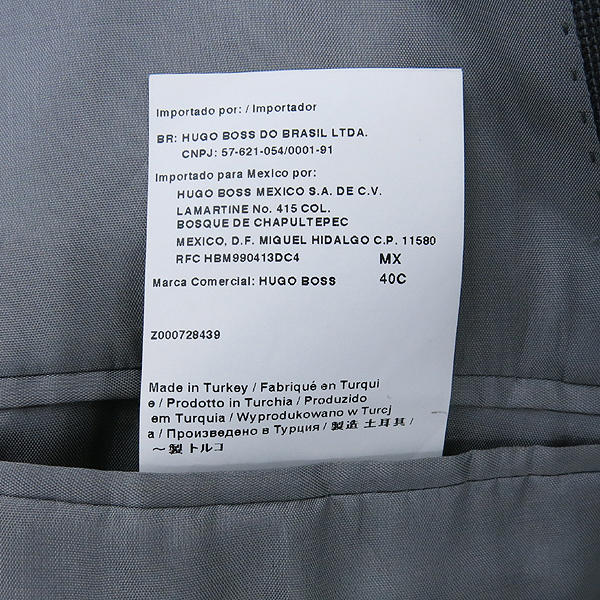 Importado por: / Importador
BR: HUGO BOSS DO BRASIL LTDA.
CNPJ: 57-621-054/0001-91
Importado para Mexico por:
HUGO BOSS MEXICO S.A. DE C.V.
LAMARTINE No. 415 COL.
BOSQUE DE CHAPULTEPEC
MEXICO, D.F. MIGUEL HIDALGO C.P. 11580
RFC HBM990413DC4 MX
Marca Comercial: HUGO BOSS 40C
Z000728439
Made in Turkey / Fabriqué en Turqui
e / Prodotto in Turchia / Produzido
em Turquia / Wyprodukowano w Turcj
a / Произведено в Турция / 製造 土耳其 /
～製 トルコ